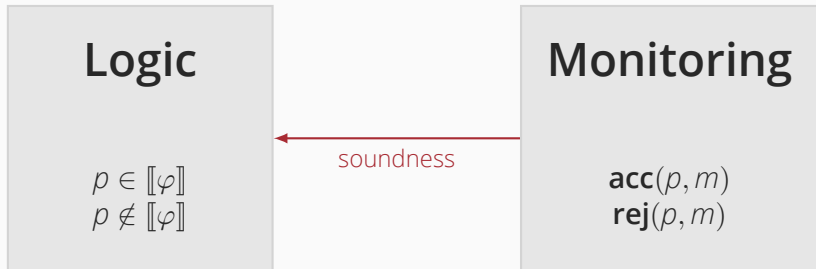 Logic
p ∈ ⟦φ⟧
p ∉ ⟦φ⟧
soundness
Monitoring
acc(p, m)
rej(p, m)